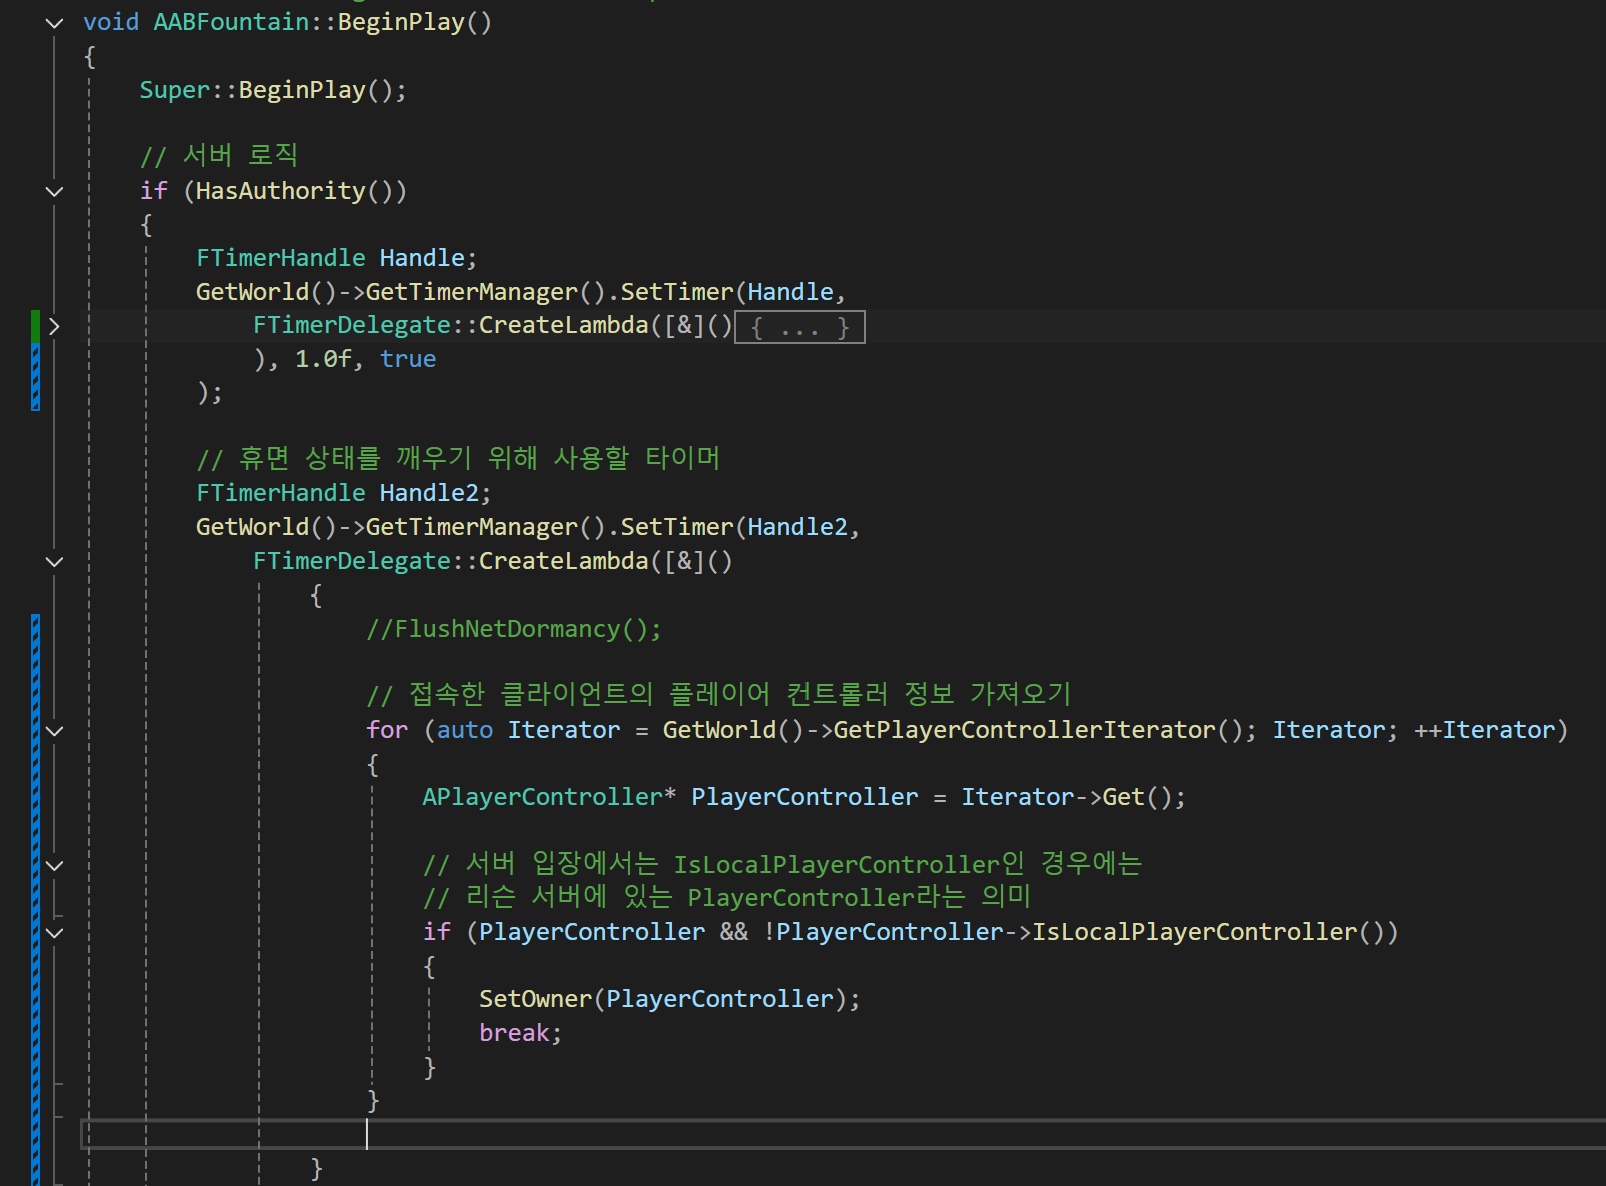 void AABFountain::BeginPlay()
{
Super::BeginPlay();
// 서버 로직
if (HasAuthority())
{
FTimerHandle Handle;
GetWorld()->GetTimerManager().SetTimer(Handle,
FTimerDelegate::CreateLambda([&](){ ... }
), 1.0f, true
);
// 휴면 상태를 깨우기 위해 사용할 타이머
FTimerHandle Handle2;
GetWorld()->GetTimerManager().SetTimer(Handle2,
FTimerDelegate::CreateLambda([&]()
{
//FlushNetDormancy();
// 접속한 클라이언트의 플레이어 컨트롤러 정보 가져오기
for (auto Iterator = GetWorld()->GetPlayerControllerIterator(); Iterator; ++Iterator)
{
APlayerController* PlayerController = Iterator->Get();
// 서버 입장에서는 IsLocalPlayerController인 경우에는
// 리슨 서버에 있는 PlayerController라는 의미
if (PlayerController && !PlayerController->IsLocalPlayerController())
{
SetOwner(PlayerController);
break;
}
}
}